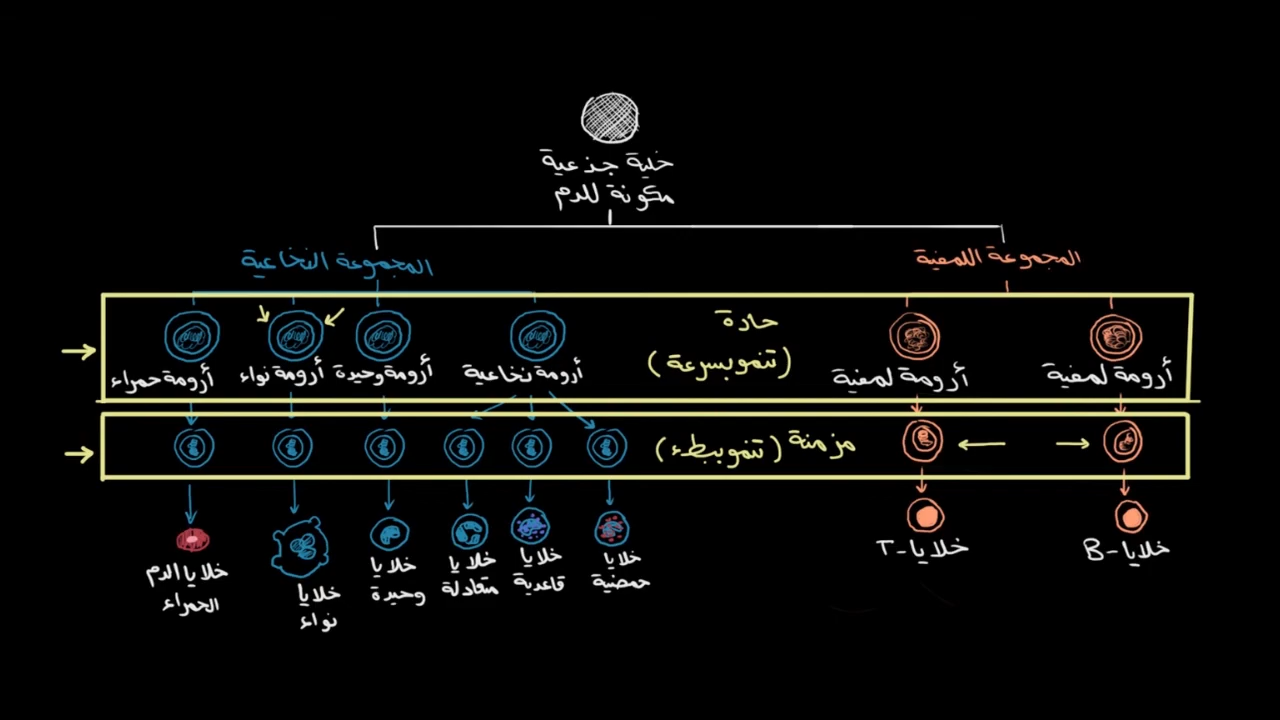 خلية جذعية
مكونة للدم
المجموعة اللمفية
المجموعة النخاعية
حادة
(تنمو بسرعة)
أرومة لمفية
أرومة لمفية
أرومة نخاعية
أرومة وحيدة
أرومة نواء
أرومة حمراء
مزمنة (تنمو ببطء)
خلايا-B
خلايا-T
خلايا
حمضية
خلايا
قاعدية
خلايا
متعادلة
خلايا
وحيدة
خلايا
نواء
خلايا الدم
الحمراء